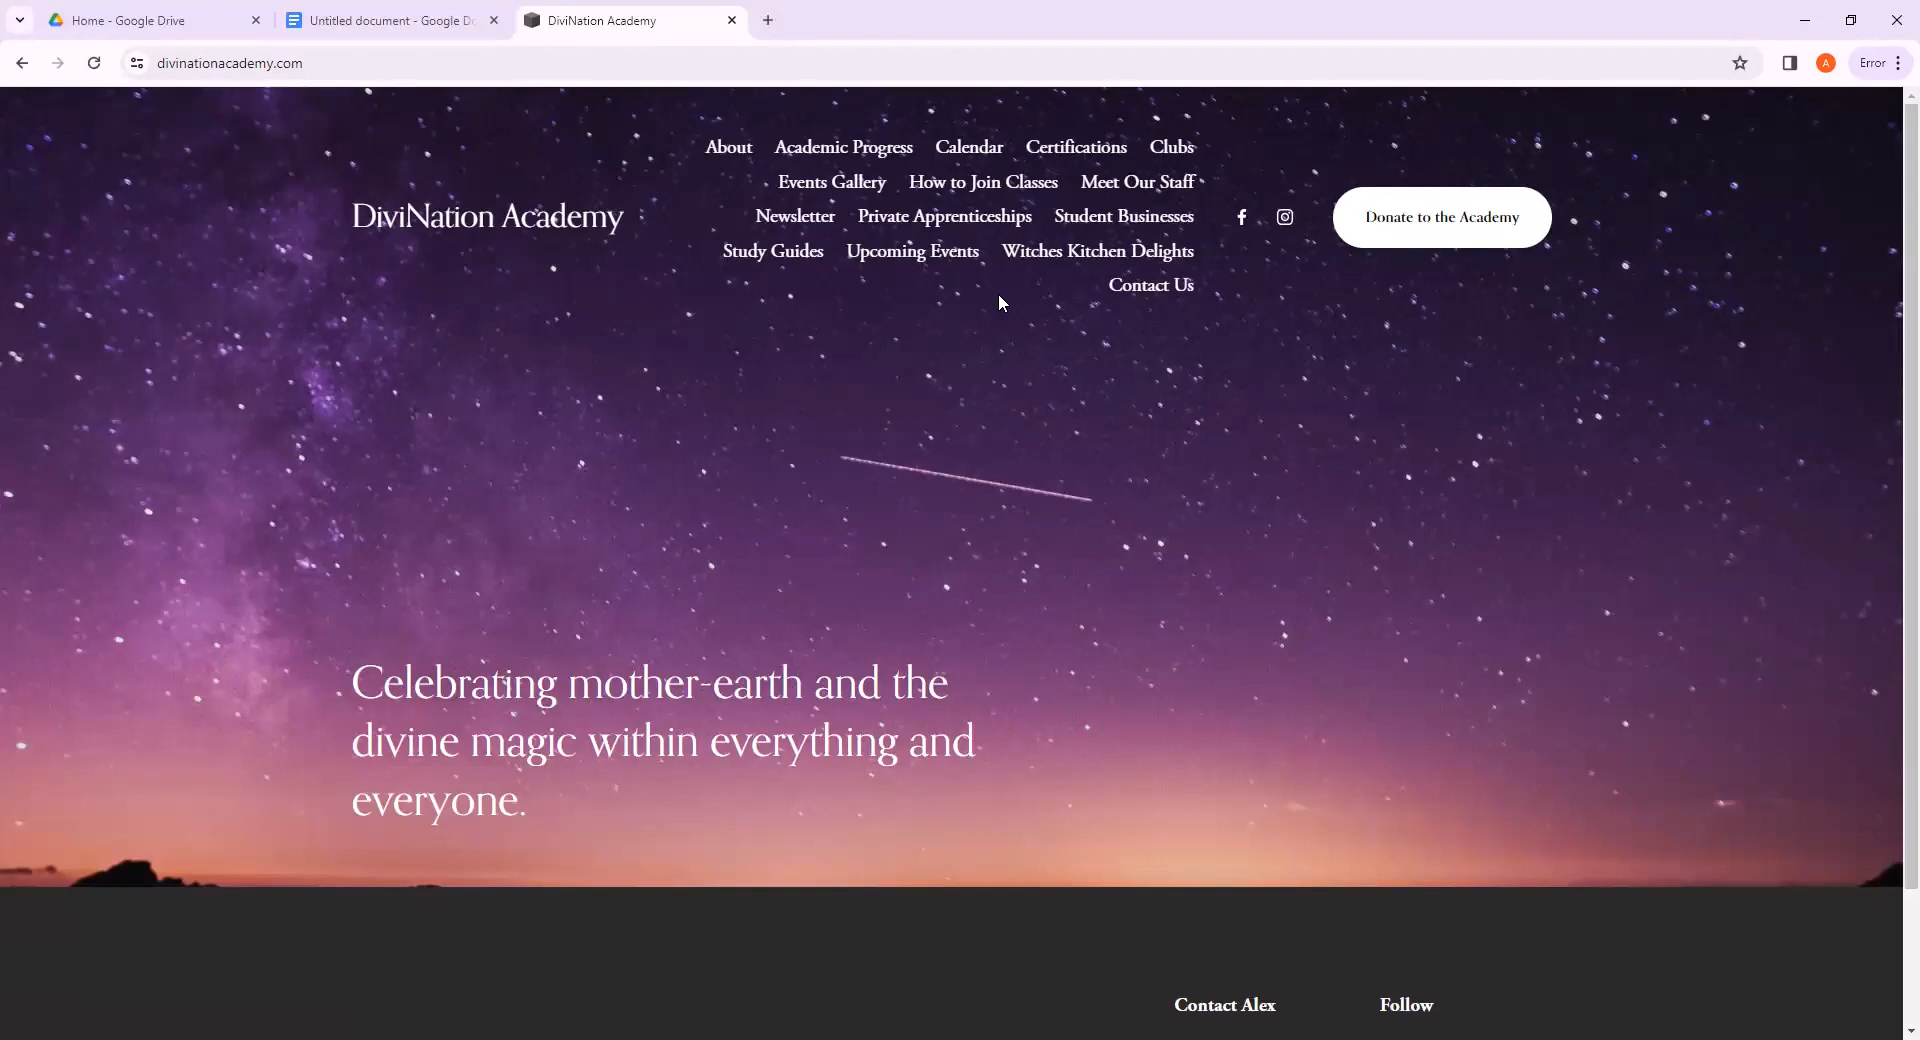 Home - Google Drive
Untitled document - Google Dc
DiviNation Academy
divinationacademy.com
A
Error
DiviNation Academy
About Academic Progress Calendar Certifications Clubs
Events Gallery How to Join Classes Meet Our Staff
Newsletter Private Apprenticeships Student Businesses
Study Guides Upcoming Events Witches Kitchen Delights
Contact Us
Donate to the Academy
Celebrating mother-earth and the
divine magic within everything and
everyone.
Contact Alex
Follow